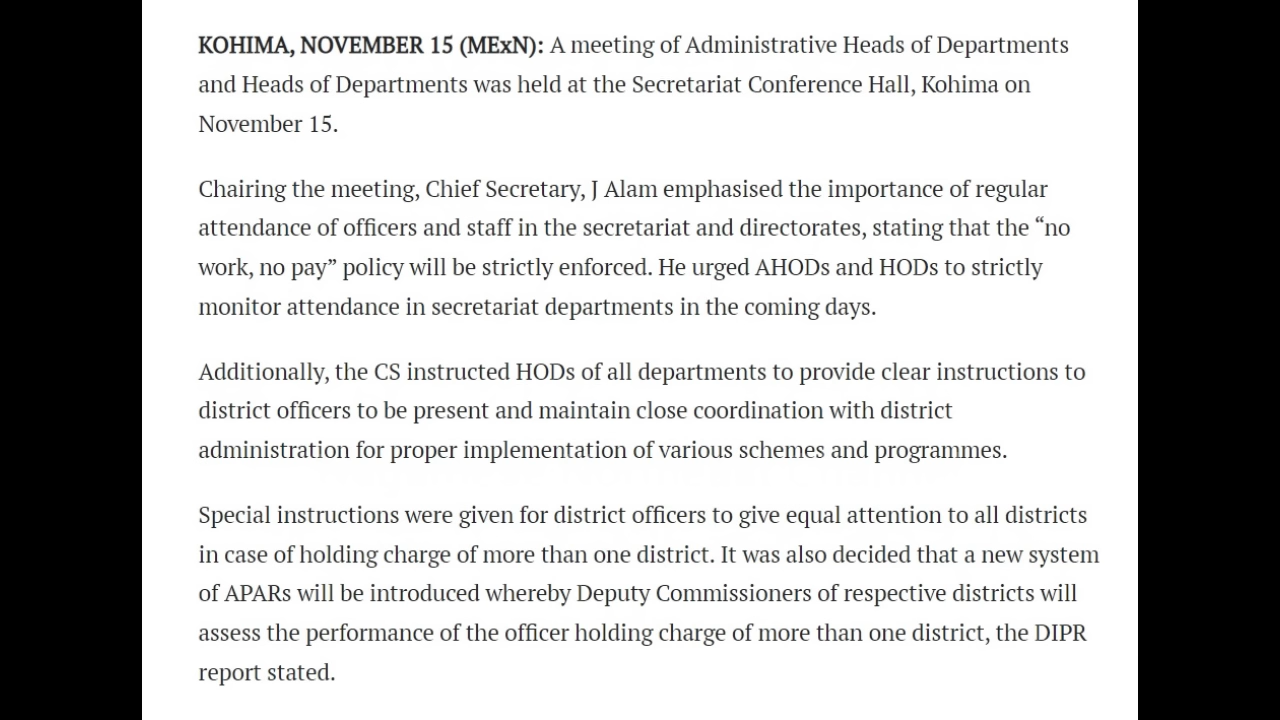 KOHIMA, NOVEMBER 15 (MExN): A meeting of Administrative Heads of Departments
and Heads of Departments was held at the Secretariat Conference Hall, Kohima on
November 15.
Chairing the meeting, Chief Secretary, J Alam emphasised the importance of regular
attendance of officers and staff in the secretariat and directorates, stating that the “no
work, no pay” policy will be strictly enforced. He urged AHODs and HODs to strictly
monitor attendance in secretariat departments in the coming days.
Additionally, the CS instructed HODs of all departments to provide clear instructions to
district officers to be present and maintain close coordination with district
administration for proper implementation of various schemes and programmes.
Special instructions were given for district officers to give equal attention to all districts
in case of holding charge of more than one district. It was also decided that a new system
of APARs will be introduced whereby Deputy Commissioners of respective districts will
assess the performance of the officer holding charge of more than one district, the DIPR
report stated.